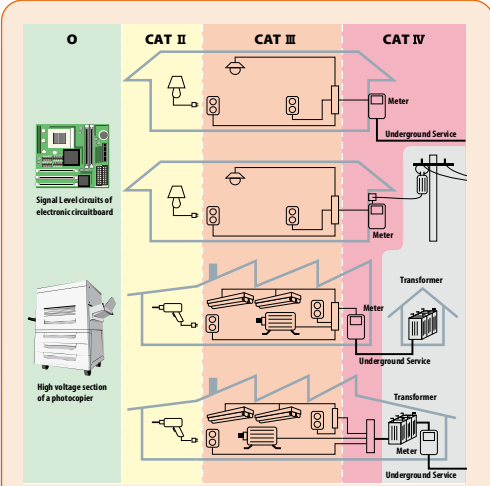 O
CAT II
CAT III
CAT IV
Meter
Underground Service
Signal Level circuits of
electronic circuitboard
Meter
Transformer
Meter
Underground Service
High voltage section
of a photocopier
Transformer
Meter
Underground Service